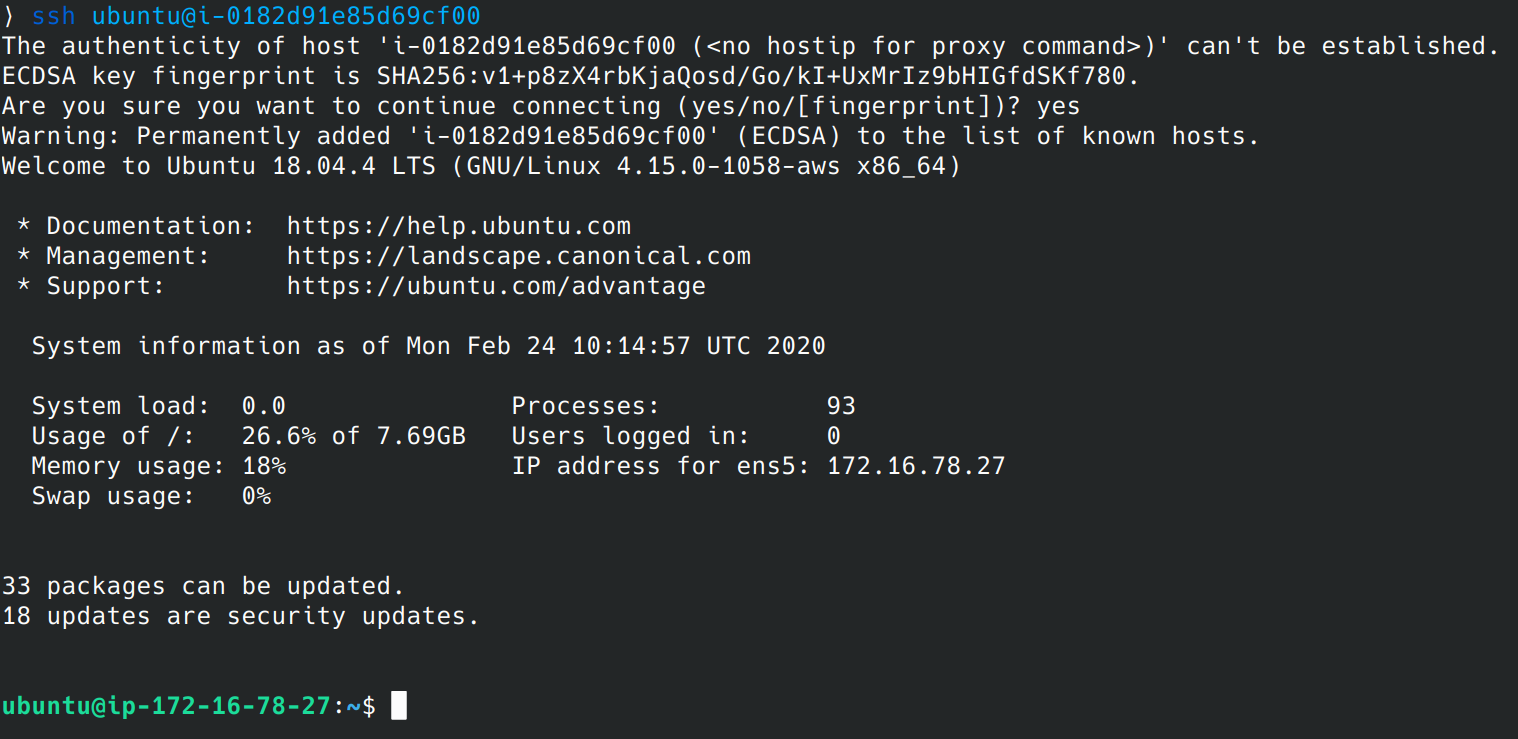 ⟩ ssh ubuntu@i-0182d91e85d69cf00
The authenticity of host 'i-0182d91e85d69cf00 (<no hostip for proxy command>)' can't be established.
ECDSA key fingerprint is SHA256:v1+p8zX4rbKjaQosd/Go/kI+UxMrIz9bHIGfdSKf780.
Are you sure you want to continue connecting (yes/no/[fingerprint])? yes
Warning: Permanently added 'i-0182d91e85d69cf00' (ECDSA) to the list of known hosts.
Welcome to Ubuntu 18.04.4 LTS (GNU/Linux 4.15.0-1058-aws x86_64)
 * Documentation:  https://help.ubuntu.com
 * Management:     https://landscape.canonical.com
 * Support:        https://ubuntu.com/advantage
  System information as of Mon Feb 24 10:14:57 UTC 2020
  System load:  0.0               Processes:           93
  Usage of /:   26.6% of 7.69GB   Users logged in:     0
  Memory usage: 18%               IP address for ens5: 172.16.78.27
  Swap usage:   0%
33 packages can be updated.
18 updates are security updates.
ubuntu@ip-172-16-78-27:~$